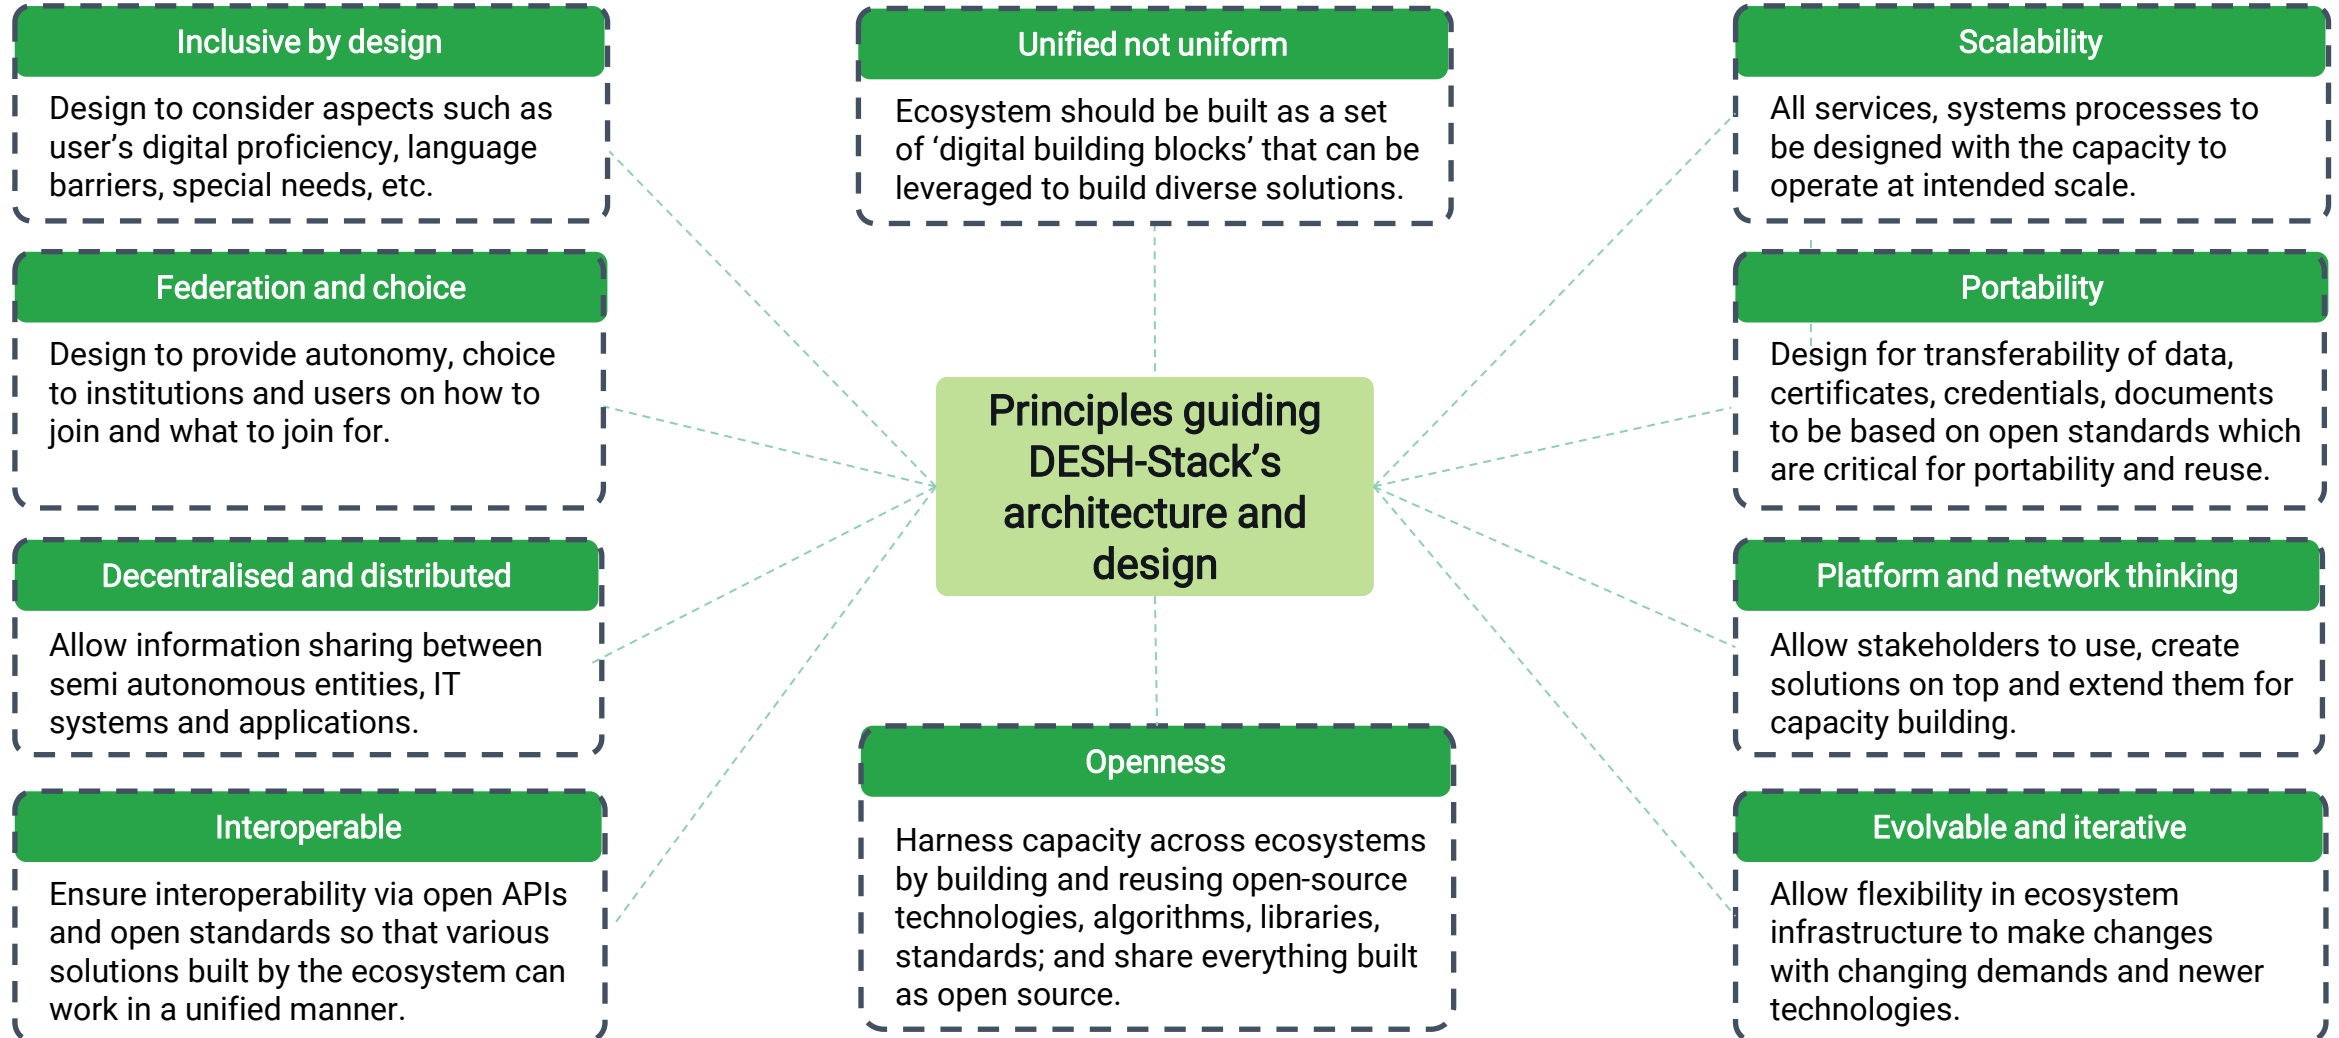 Inclusive by design
Design to consider aspects such as
user’s digital proficiency, language
barriers, special needs, etc.
Federation and choice
Design to provide autonomy, choice
to institutions and users on how to
join and what to join for.
Decentralised and distributed
Allow information sharing between
semi autonomous entities, IT
systems and applications.
Interoperable
Ensure interoperability via open APIs
and open standards so that various
solutions built by the ecosystem can
work in a unified manner.
Unified not uniform
Ecosystem should be built as a set
of ‘digital building blocks’ that can be
leveraged to build diverse solutions.
Principles guiding
DESH-Stack’s
architecture and
design
Openness
Harness capacity across ecosystems
by building and reusing open-source
technologies, algorithms, libraries,
standards; and share everything built
as open source.
Scalability
All services, systems processes to
be designed with the capacity to
operate at intended scale.
Portability
Design for transferability of data,
certificates, credentials, documents
to be based on open standards which
are critical for portability and reuse.
Platform and network thinking
Allow stakeholders to use, create
solutions on top and extend them for
capacity building.
Evolvable and iterative
Allow flexibility in ecosystem
infrastructure to make changes
with changing demands and newer
technologies.